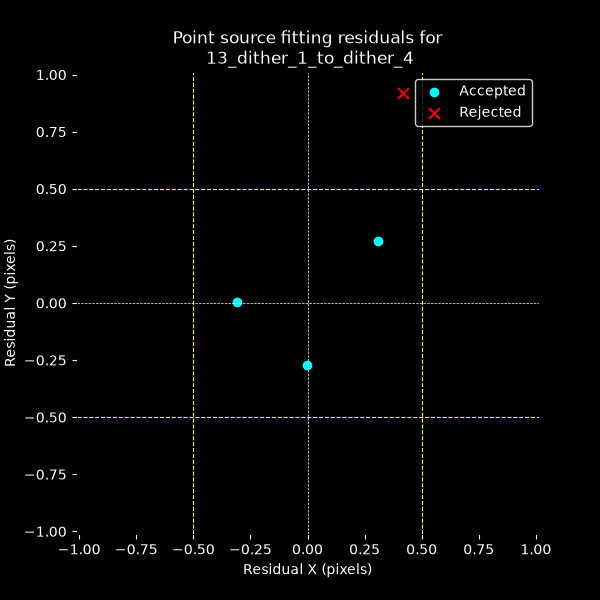 Point source fitting residuals for
13_dither_1_to_dither_4
Accepted
Rejected
1.00
0.75
0.50
0.25
0.00
−0.25
−0.50
−0.75
−1.00
Residual Y (pixels)
−1.00 −0.75 −0.50 −0.25 0.00 0.25 0.50 0.75 1.00
Residual X (pixels)